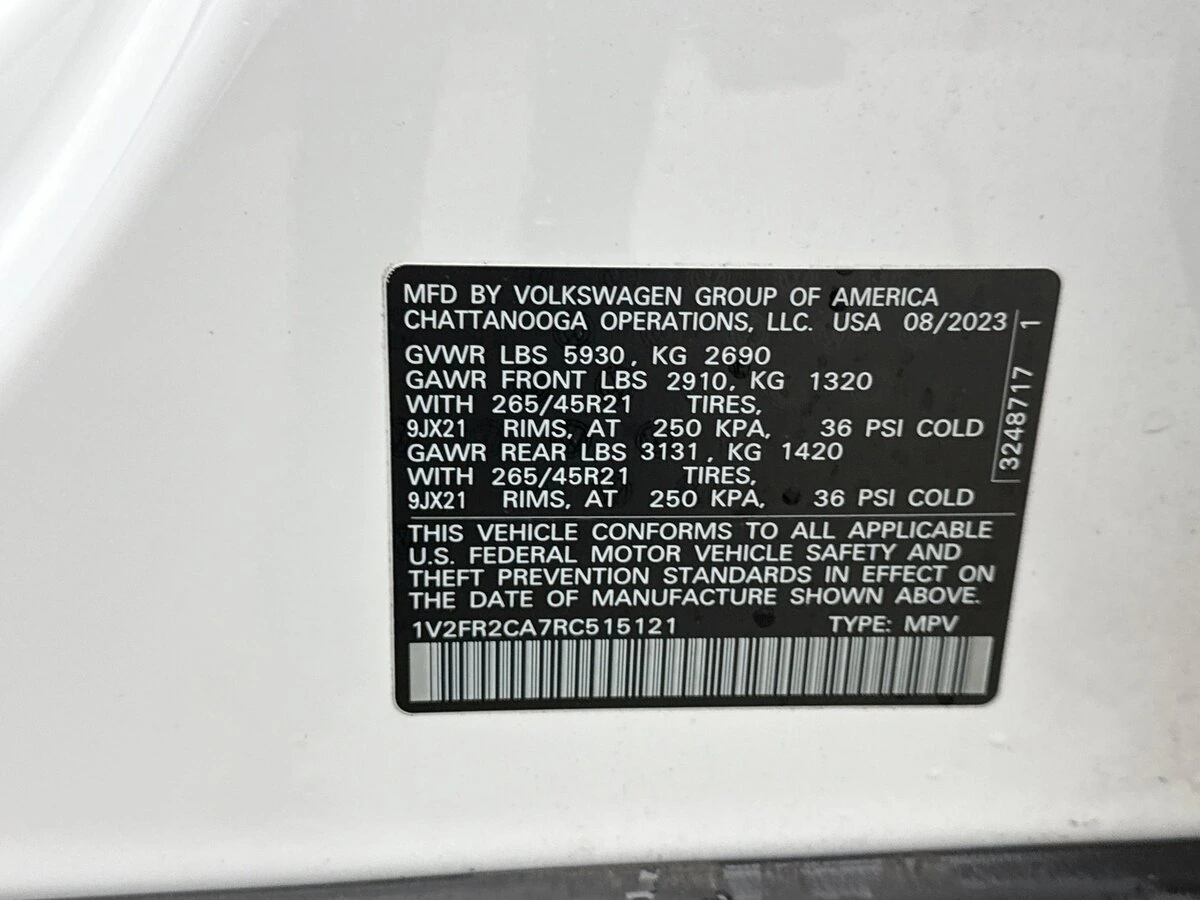 MFD BY VOLKSWAGEN GROUP OF AMERICA
CHATTANOOGA OPERATIONS, LLC. USA 08/2023
GVWR LBS 5930, KG 2690
GAWR FRONT LBS 2910, KG 1320
WITH 265/45R21 TIRES,
9JX21 RIMS, AT 250 KPA, 36 PSI COLD
GAWR REAR LBS 3131, KG 1420
WITH 265/45R21 TIRES,
9JX21 RIMS, AT 250 KPA, 36 PSI COLD
3248717 1
THIS VEHICLE CONFORMS TO ALL APPLICABLE
U.S. FEDERAL MOTOR VEHICLE SAFETY AND
THEFT PREVENTION STANDARDS IN EFFECT ON
THE DATE OF MANUFACTURE SHOWN ABOVE.
1V2FR2CA7RC515121 TYPE: MPV